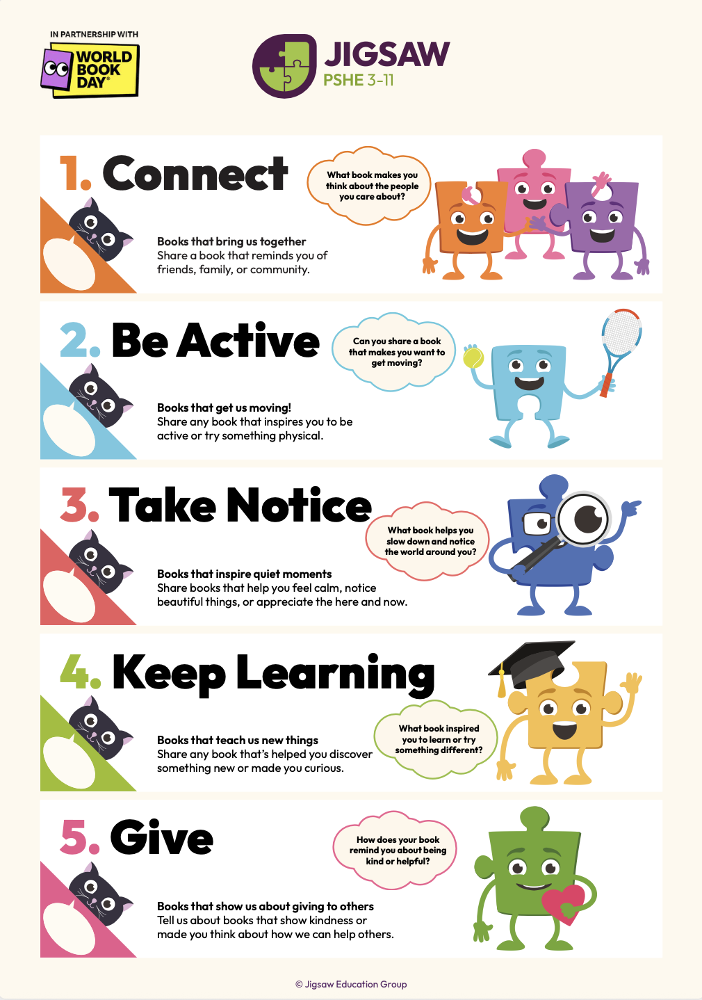 IN PARTNERSHIP WITH
WORLD
BOOK
DAY®
JIGSAW
PSHE 3-11
1. Connect
What book makes you
think about the people
you care about?
Books that bring us together
Share a book that reminds you of
friends, family, or community.
2. Be Active
Can you share a book
that makes you want to
get moving?
Books that get us moving!
Share any book that inspires you to be
active or try something physical.
3. Take Notice
What book helps you
slow down and notice
the world around you?
Books that inspire quiet moments
Share books that help you feel calm, notice
beautiful things, or appreciate the here and now.
4. Keep Learning
What book inspired
you to learn or try
something different?
Books that teach us new things
Share any book that’s helped you discover
something new or made you curious.
5. Give
How does your book
remind you about being
kind or helpful?
Books that show us about giving to others
Tell us about books that show kindness or
made you think about how we can help others.
© Jigsaw Education Group